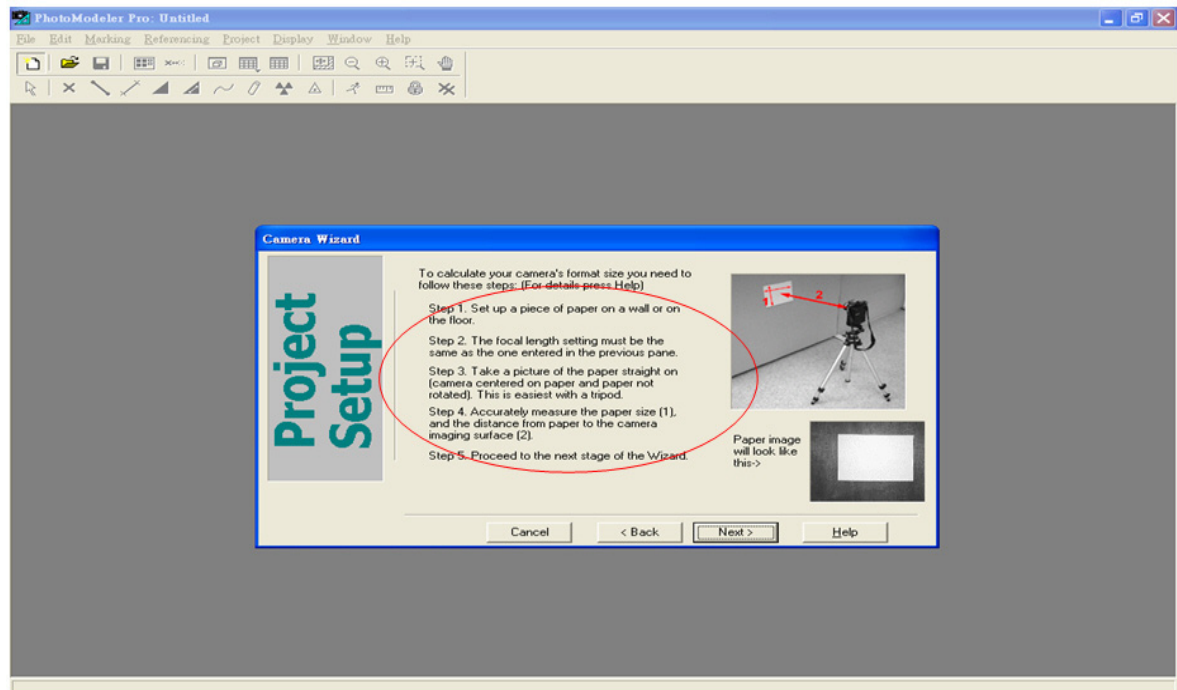 PhotoModeler Pro: Untitled
File Edit Marking Referencing Project Display Window Help
Camera Wizard
Project
Setup
To calculate your camera's format size you need to
follow these steps: (For details press Help)
Step 1. Set up a piece of paper on a wall or on
the floor.
Step 2. The focal length setting must be the
same as the one entered in the previous pane.
Step 3. Take a picture of the paper straight on
(camera centered on paper and paper not
rotated). This is easiest with a tripod.
Step 4. Accurately measure the paper size (1),
and the distance from paper to the camera
imaging surface (2).
Step 5. Proceed to the next stage of the Wizard.
1
2
Paper image
will look like
this->
Cancel
< Back
Next >
Help